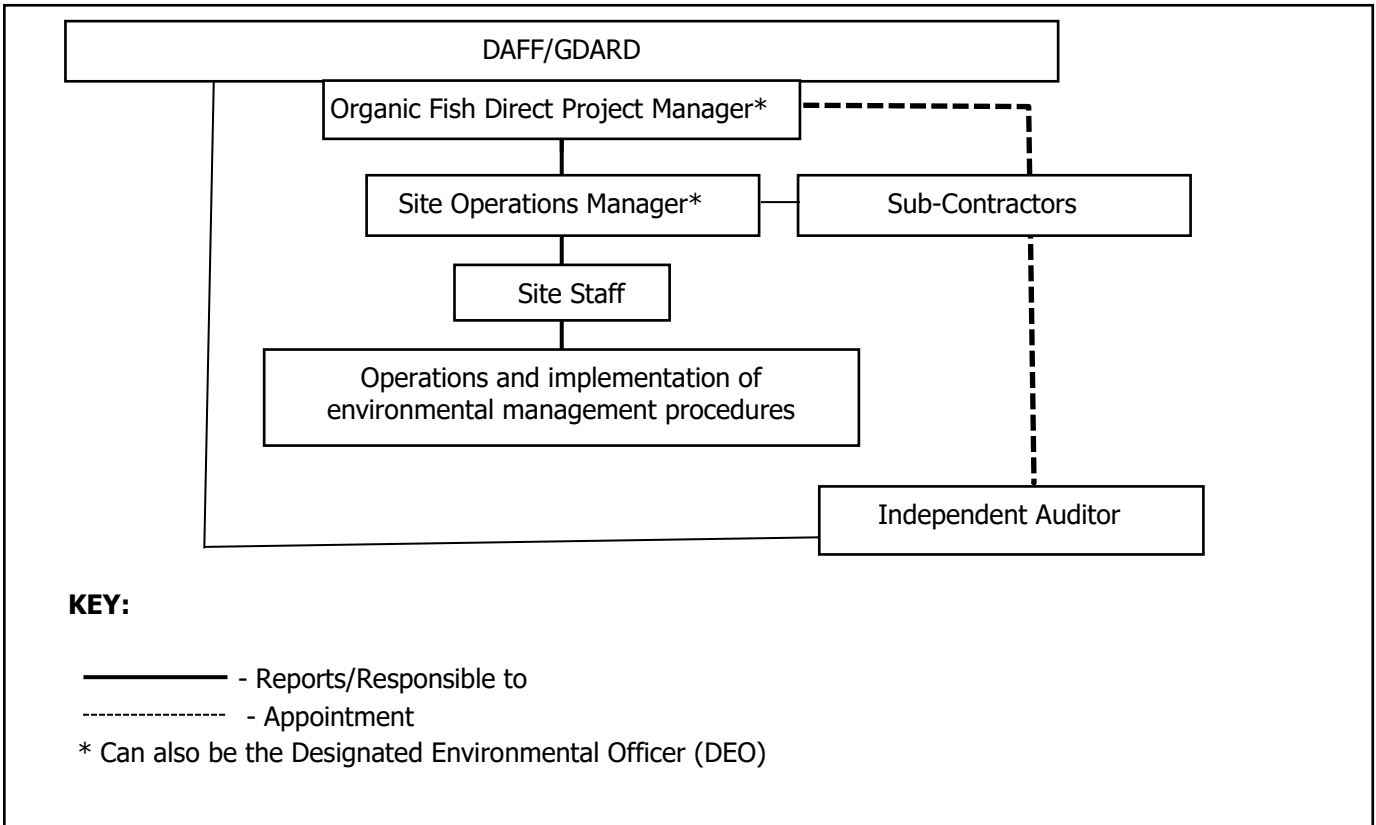 DAFF/GDARD
Organic Fish Direct Project Manager*
Site Operations Manager*
Sub-Contractors
Site Staff
Operations and implementation of
environmental management procedures
Independent Auditor
KEY:
- Reports/Responsible to
- Appointment
* Can also be the Designated Environmental Officer (DEO)